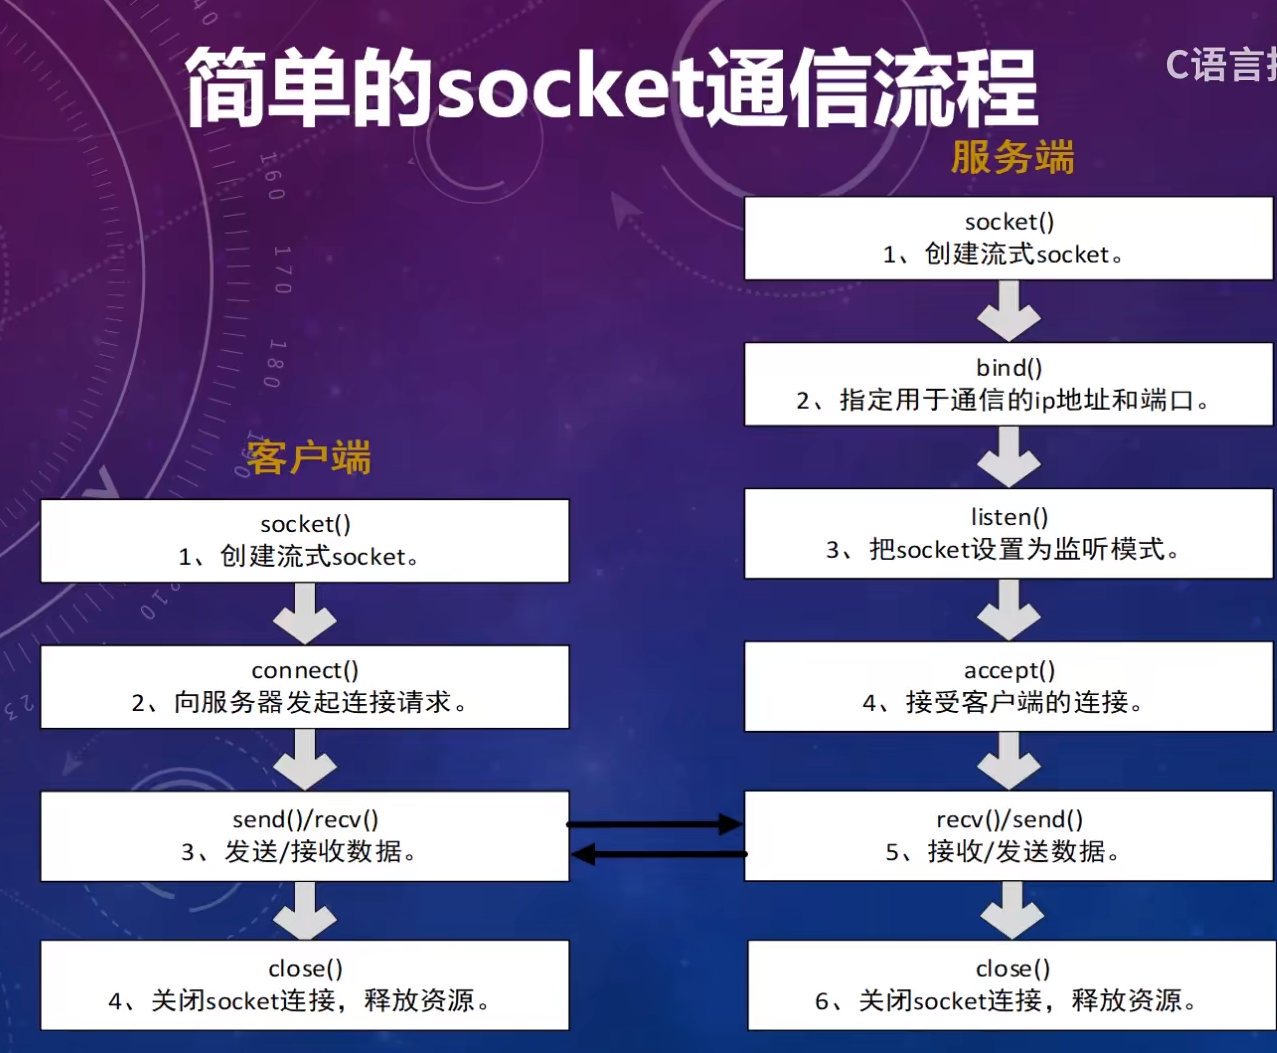 简单的socket通信流程
C语言
服务端
socket()
1、创建流式socket。
bind()
2、指定用于通信的ip地址和端口。
listen()
3、把socket设置为监听模式。
accept()
4、接受客户端的连接。
recv()/send()
5、接收/发送数据。
close()
6、关闭socket连接，释放资源。
客户端
socket()
1、创建流式socket。
connect()
2、向服务器发起连接请求。
send()/recv()
3、发送/接收数据。
close()
4、关闭socket连接，释放资源。
160
170
180
190
210